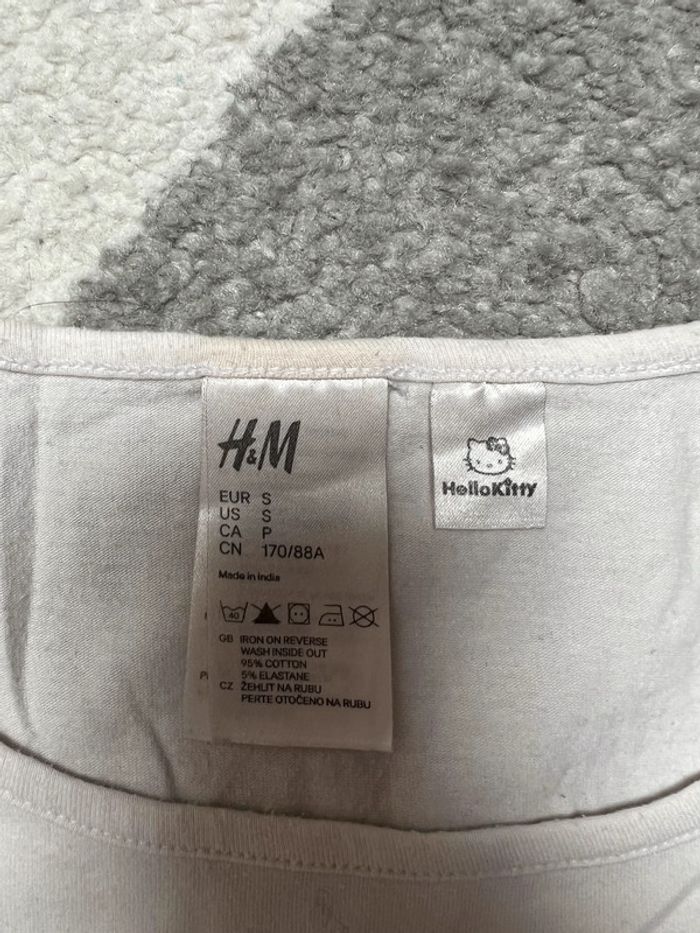 H&M
EUR S
US S
CA P
CN 170/88A
Made in India
40
GB IRON ON REVERSE
WASH INSIDE OUT
95% COTTON
5% ELASTANE
CZ ŽEHLIT NA RUBU
PERTE OTOČENO NA RUBU
HelloKitty